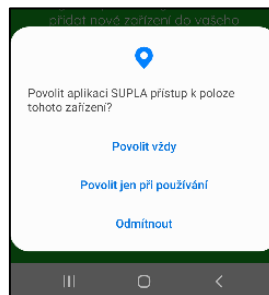 přidat nové zařízení do vašeho
Povolit aplikaci SUPLA přístup k poloze
tohoto zařízení?
Povolit vždy
Povolit jen při používání
Odmítnout